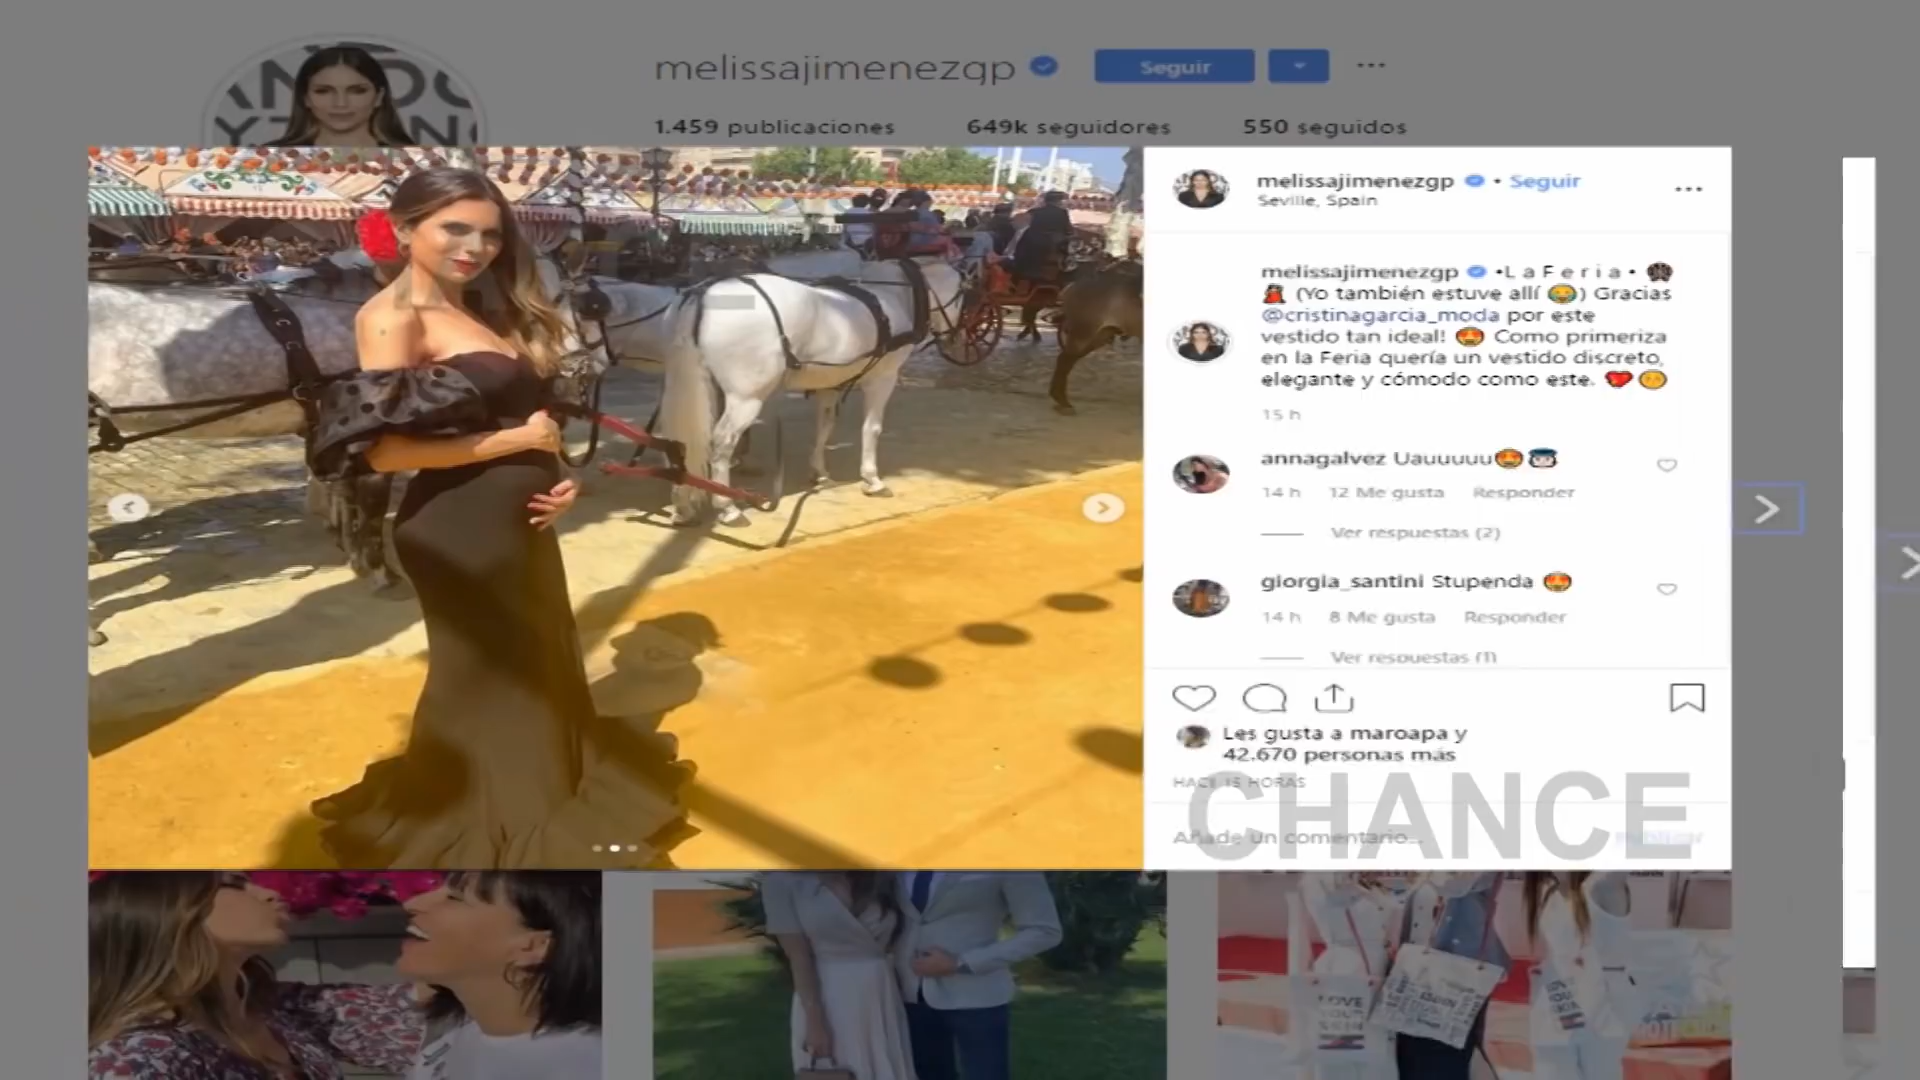 melissajimenezgp
Seguir
1.459 publicaciones 649k seguidores 550 seguidos
melissajimenezgp • Seguir
Seville, Spain
melissajimenezgp •L a F e r i a•
(Yo también estuve allí ) Gracias
@cristinagarcia_moda por este
vestido tan ideal! Como primeriza
en la Feria quería un vestido discreto,
elegante y cómodo como este.
15 h
annagalvez Uauuuuu
14 h 12 Me gusta Responder
Ver respuestas (2)
giorgia_santini Stupenda
14 h 8 Me gusta Responder
Ver respuestas (1)
Les gusta a maroapa y
42.670 personas más
HACE 15 HORAS
CHANCE
Añade un comentario...
LOVE
YOUR
SKIN